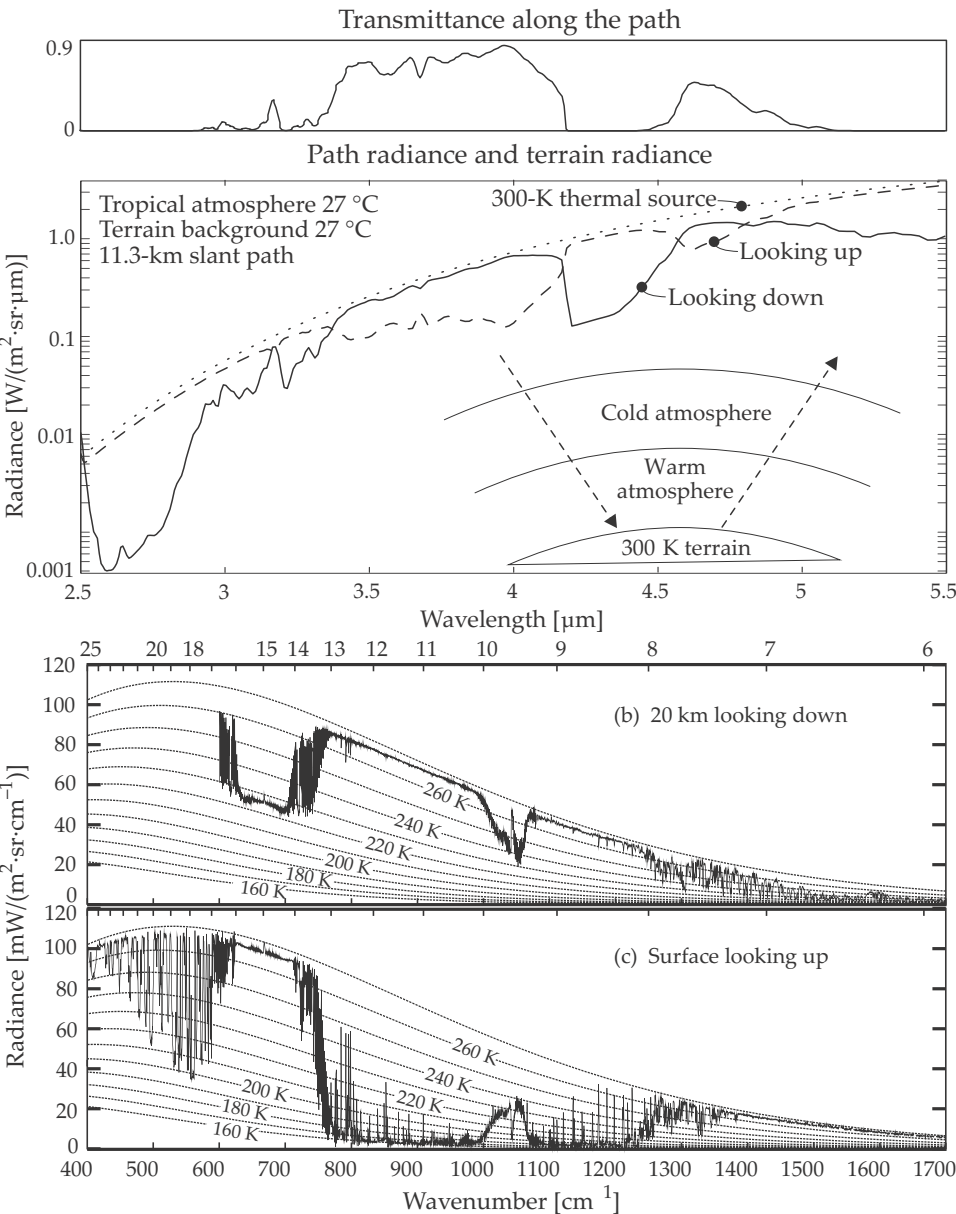 Transmittance along the path
0.9
0
Path radiance and terrain radiance
Tropical atmosphere 27 °C
Terrain background 27 °C
11.3-km slant path
300-K thermal source
Looking up
Looking down
Cold atmosphere
Warm
atmosphere
300 K terrain
Radiance [W/(m²·sr·µm)]
1.0
0.1
0.01
0.001
2.5 3 3.5 4 4.5 5 5.5
Wavelength [µm]
25 20 18 15 14 13 12 11 10 9 8 7 6
120
100
80
60
40
20
0
(b) 20 km looking down
260 K
240 K
220 K
200 K
180 K
160 K
Radiance [mW/(m²·sr·cm⁻¹)]
120
100
80
60
40
20
0
(c) Surface looking up
260 K
240 K
220 K
200 K
180 K
160 K
400 500 600 700 800 900 1000 1100 1200 1300 1400 1500 1600 1700
Wavenumber [cm ¹]